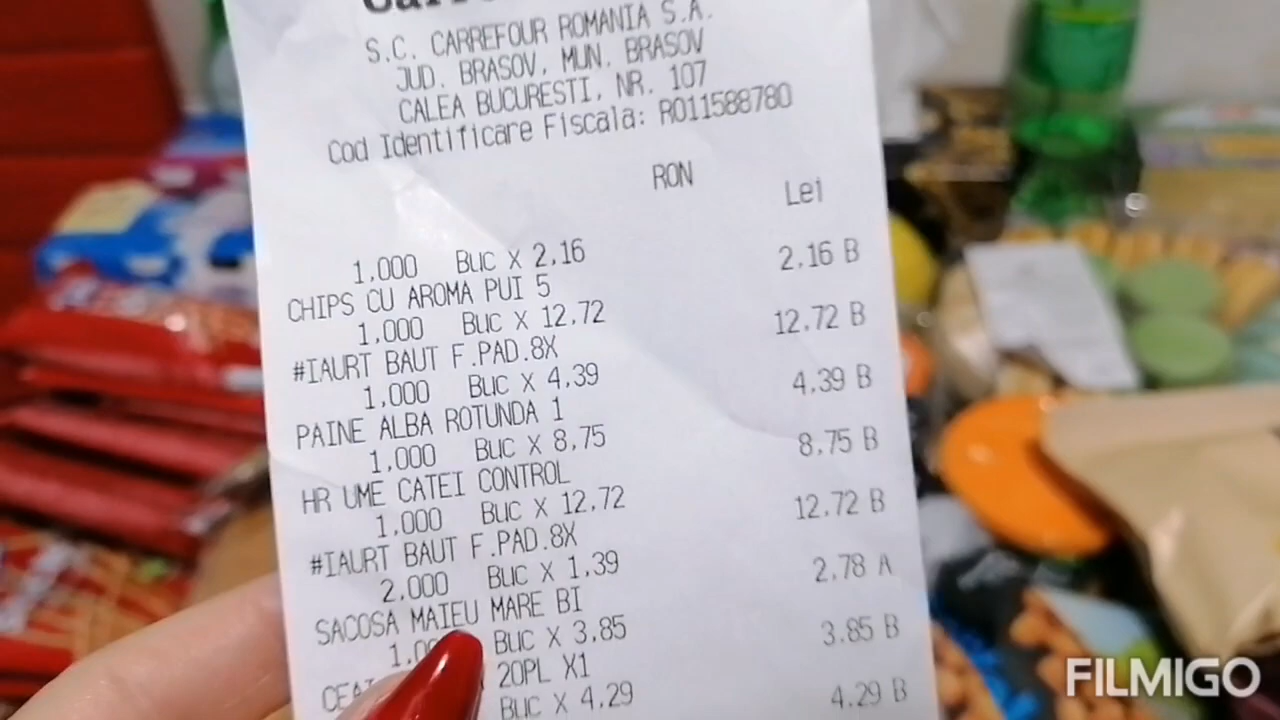 S.C. CARREFOUR ROMANIA S.A.
JUD. BRASOV, MUN. BRASOV
CALEA BUCURESTI, NR. 107
Cod Identificare Fiscala: RO11588780
RON
Lei
1,000 BUC X 2.16 2.16 B
CHIPS CU AROMA PUI 5
1,000 BUC X 12.72 12.72 B
#IAURT BAUT F.PAD.8X
1,000 BUC X 4.39 4.39 B
PAINE ALBA ROTUNDA 1
1,000 BUC X 8.75 8.75 B
HR UME CATEI CONTROL
1,000 BUC X 12.72 12.72 B
#IAURT BAUT F.PAD.8X
2,000 BUC X 1.39 2.78 A
SACOSA MAIEU MARE BI
BUC X 3.85 3.85 B
20PL X1
BUC X 4.29 4.29 B
FILMIGO